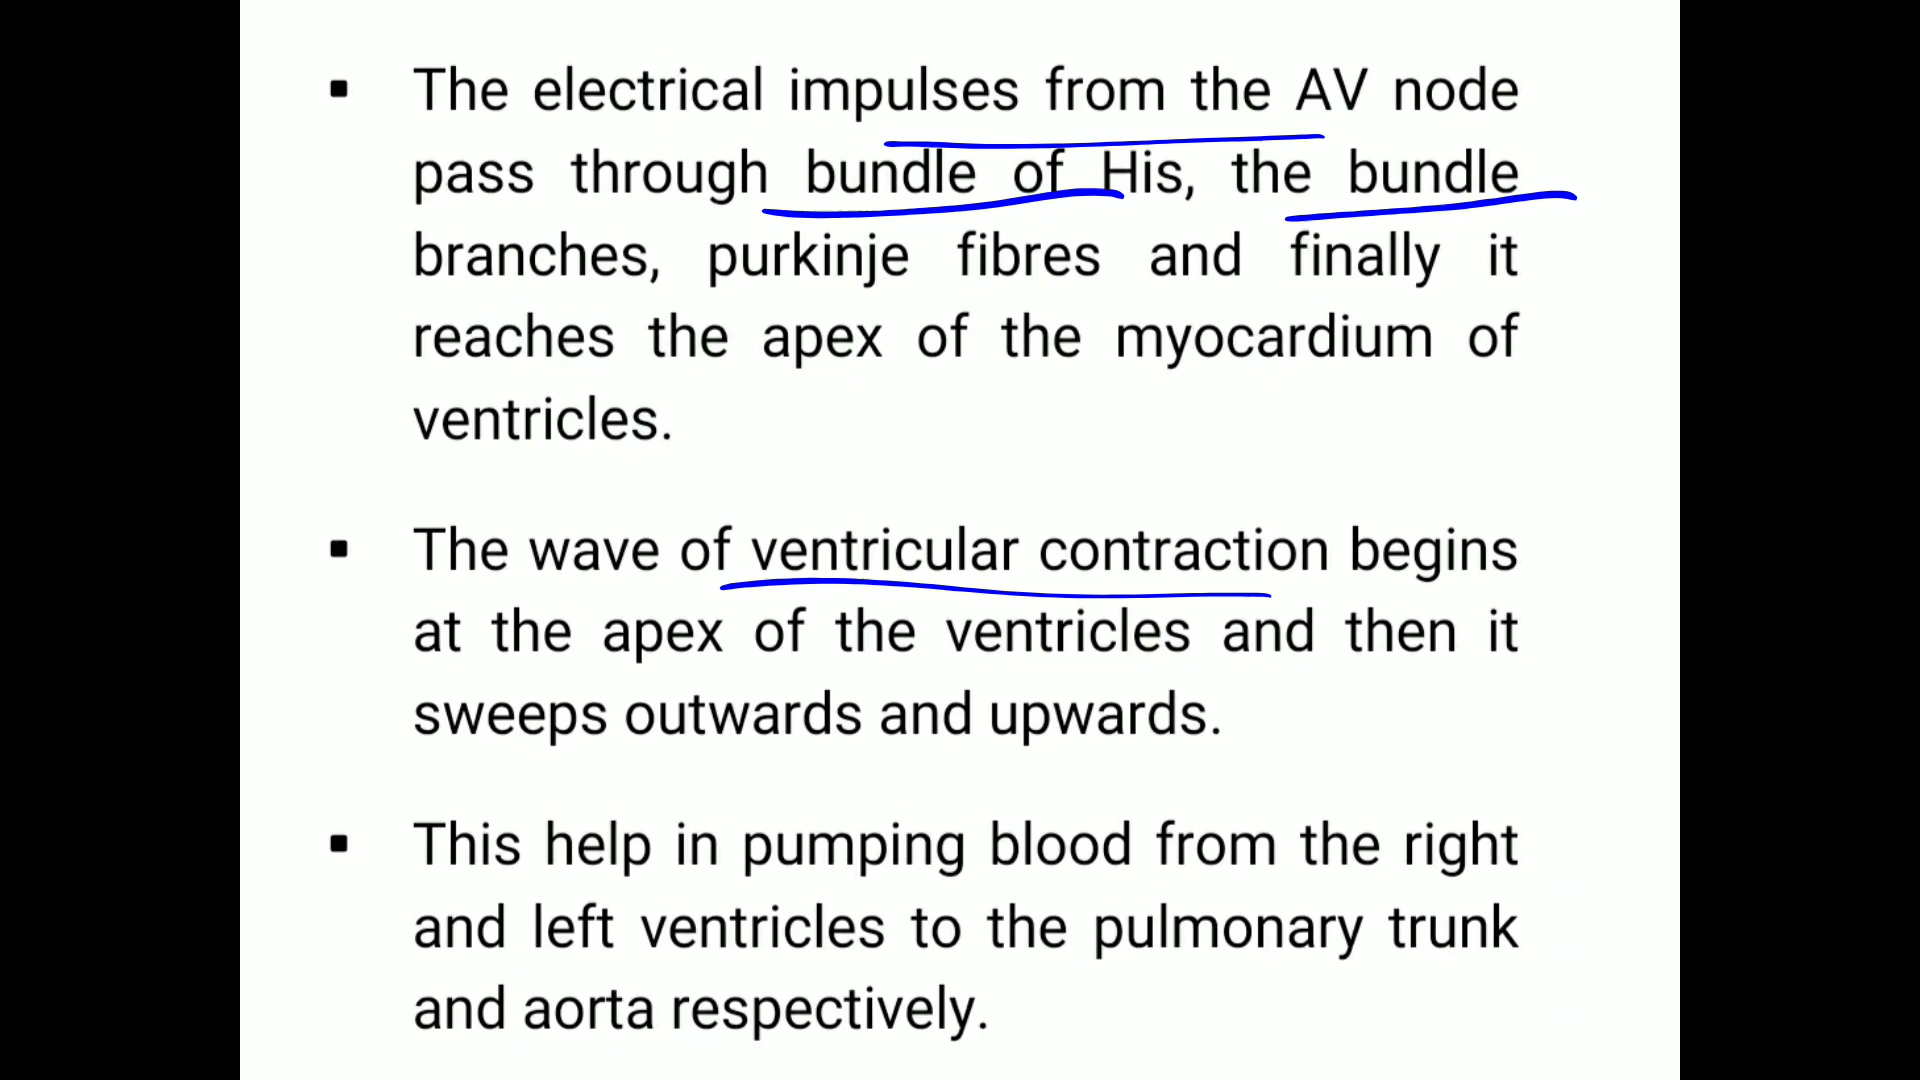 ▪ The electrical impulses from the AV node
pass through bundle of His, the bundle
branches, purkinje fibres and finally it
reaches the apex of the myocardium of
ventricles.
▪ The wave of ventricular contraction begins
at the apex of the ventricles and then it
sweeps outwards and upwards.
▪ This help in pumping blood from the right
and left ventricles to the pulmonary trunk
and aorta respectively.